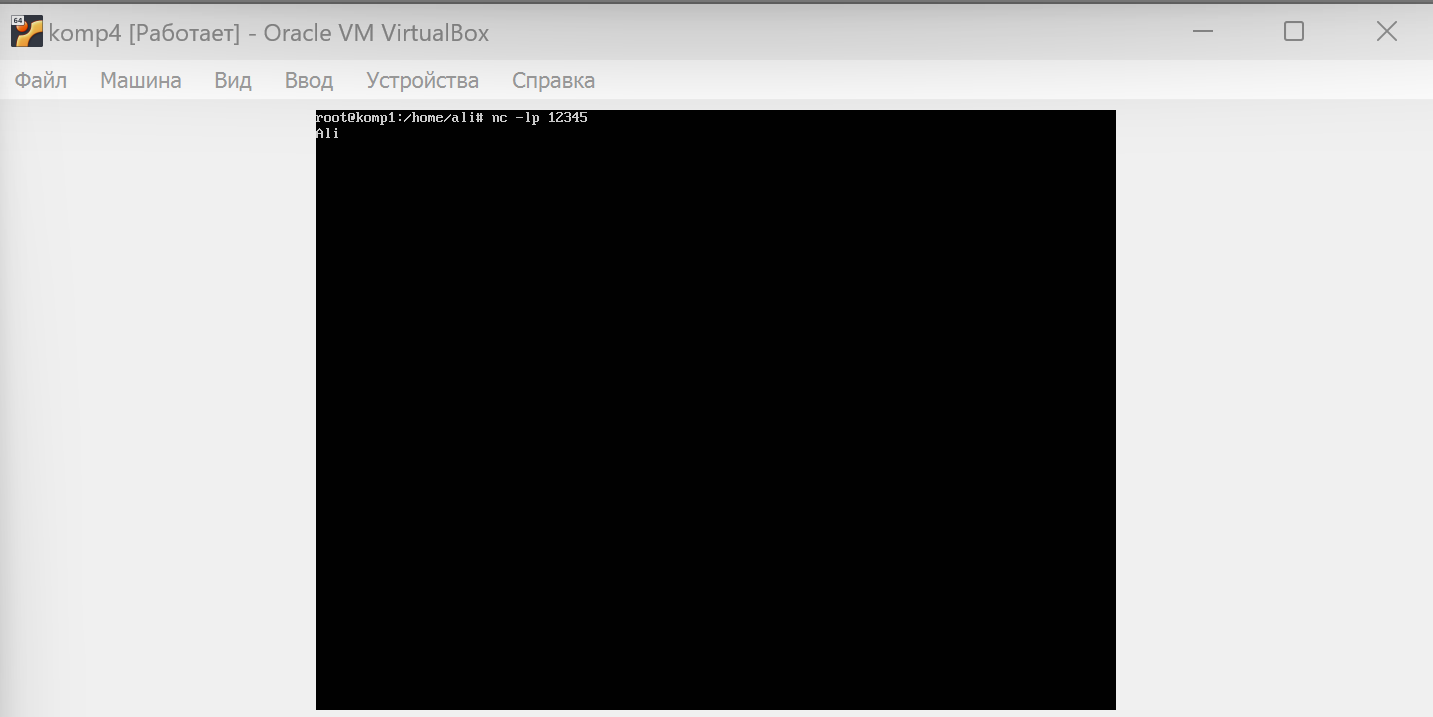 64
komp4 [Работает] - Oracle VM VirtualBox
Файл Машина Вид Ввод Устройства Справка
root@komp1:/home/ali# nc -lp 12345
Ali